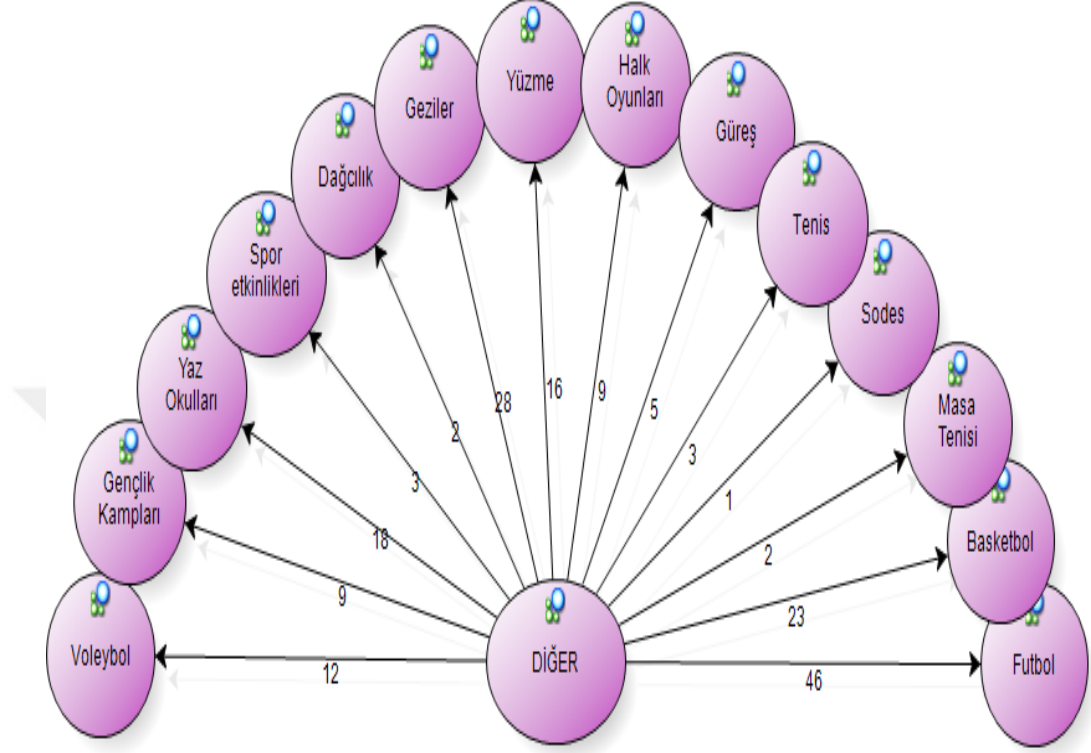 Yüzme
Halk
Oyunları
Geziler
Güreş
Dağcılık
Tenis
Spor
etkinlikleri
Sodes
Yaz
Okulları
Masa
Tenisi
Gençlik
Kampları
Basketbol
Voleybol
DİĞER
Futbol
28
16
9
5
2
3
3
1
18
2
9
23
12
46